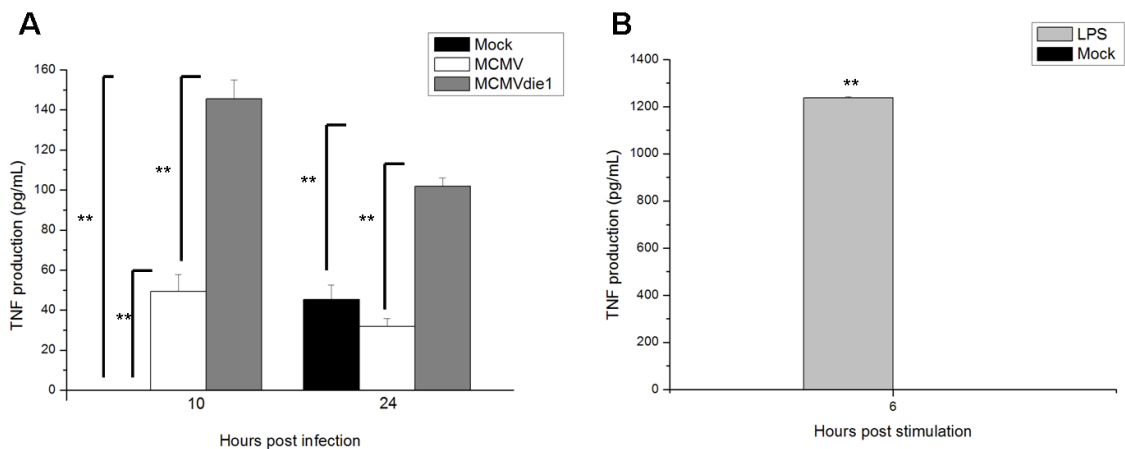 A
Mock
MCMV
MCMVdie1
160
140
120
100
80
60
40
20
0
TNF production (pg/mL)
**
**
**
**
**
10
24
Hours post infection
B
LPS
Mock
1400
1200
1000
800
600
400
200
0
TNF production (pg/mL)
**
6
Hours post stimulation